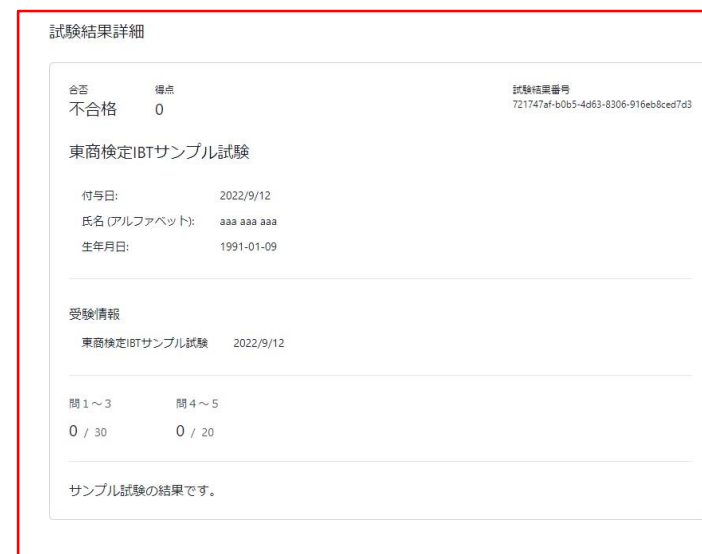 試験結果詳細
合否 得点 試験結果番号
不合格 0 721747af-b0b5-4d63-8306-916eb8ced7d3
東商検定IBTサンプル試験
付与日: 2022/9/12
氏名 (アルファベット): aaa aaa aaa
生年月日: 1991-01-09
受験情報
東商検定IBTサンプル試験 2022/9/12
問1～3 問4～5
0 / 30 0 / 20
サンプル試験の結果です。